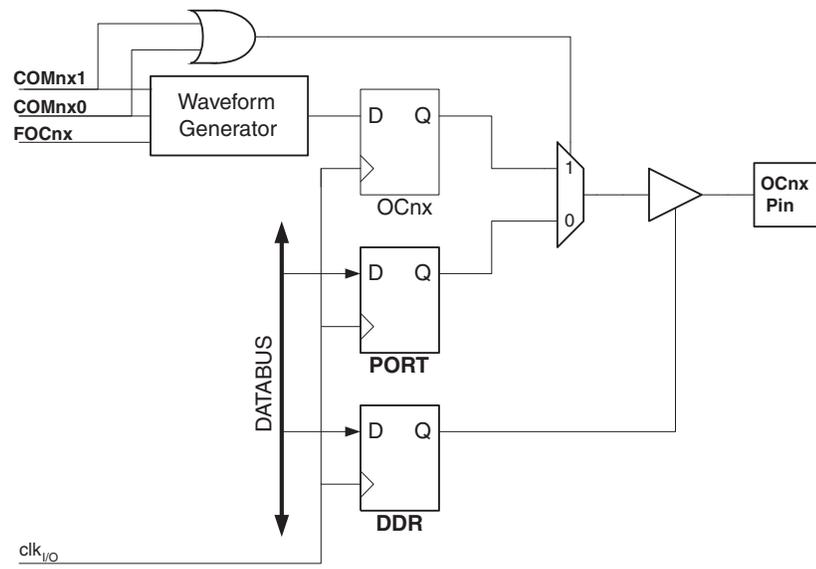 COMnx1
COMnx0
FOCnx
Waveform
Generator
D Q
OCnx
1
0
OCnx
Pin
D Q
PORT
DATABUS
D Q
DDR
clkI/O